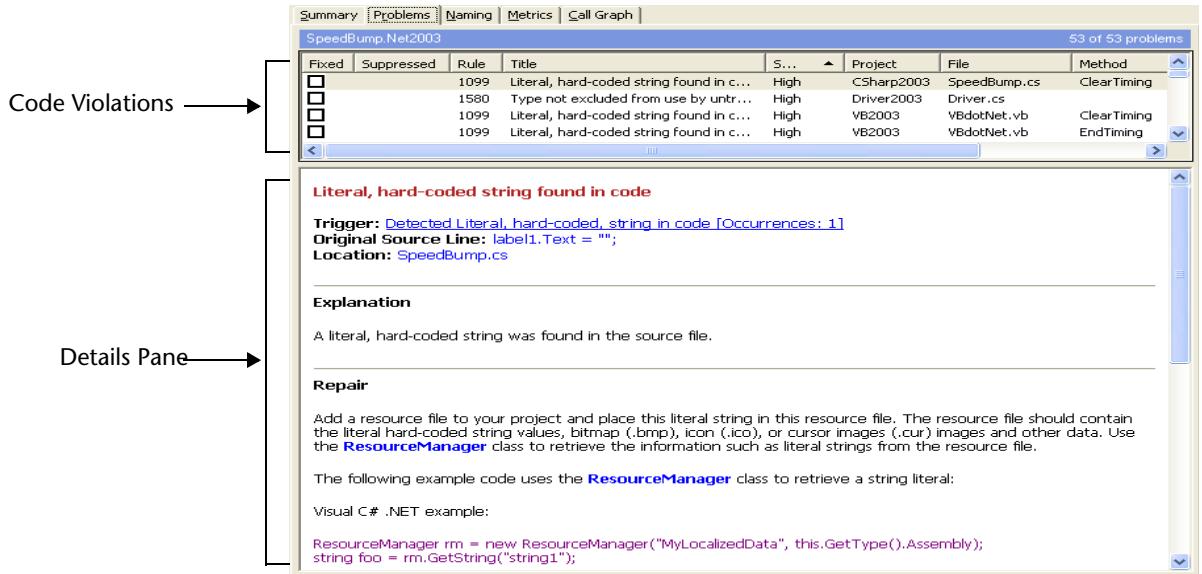 Summary Problems Naming Metrics Call Graph
SpeedBump.Net2003 53 of 53 problems
Fixed Suppressed Rule Title S... Project File Method
1099 Literal, hard-coded string found in c... High CSharp2003 SpeedBump.cs ClearTiming
1580 Type not excluded from use by untr... High Driver2003 Driver.cs
1099 Literal, hard-coded string found in c... High VB2003 VBdotNet.vb ClearTiming
1099 Literal, hard-coded string found in c... High VB2003 VBdotNet.vb EndTiming
Code Violations
Details Pane
Literal, hard-coded string found in code
Trigger: Detected Literal, hard-coded, string in code [Occurrences: 1]
Original Source Line: label1.Text = "";
Location: SpeedBump.cs
Explanation
A literal, hard-coded string was found in the source file.
Repair
Add a resource file to your project and place this literal string in this resource file. The resource file should contain
the literal hard-coded string values, bitmap (.bmp), icon (.ico), or cursor images (.cur) images and other data. Use
the ResourceManager class to retrieve the information such as literal strings from the resource file.
The following example code uses the ResourceManager class to retrieve a string literal:
Visual C# .NET example:
ResourceManager rm = new ResourceManager("MyLocalizedData", this.GetType().Assembly);
string foo = rm.GetString("string1");